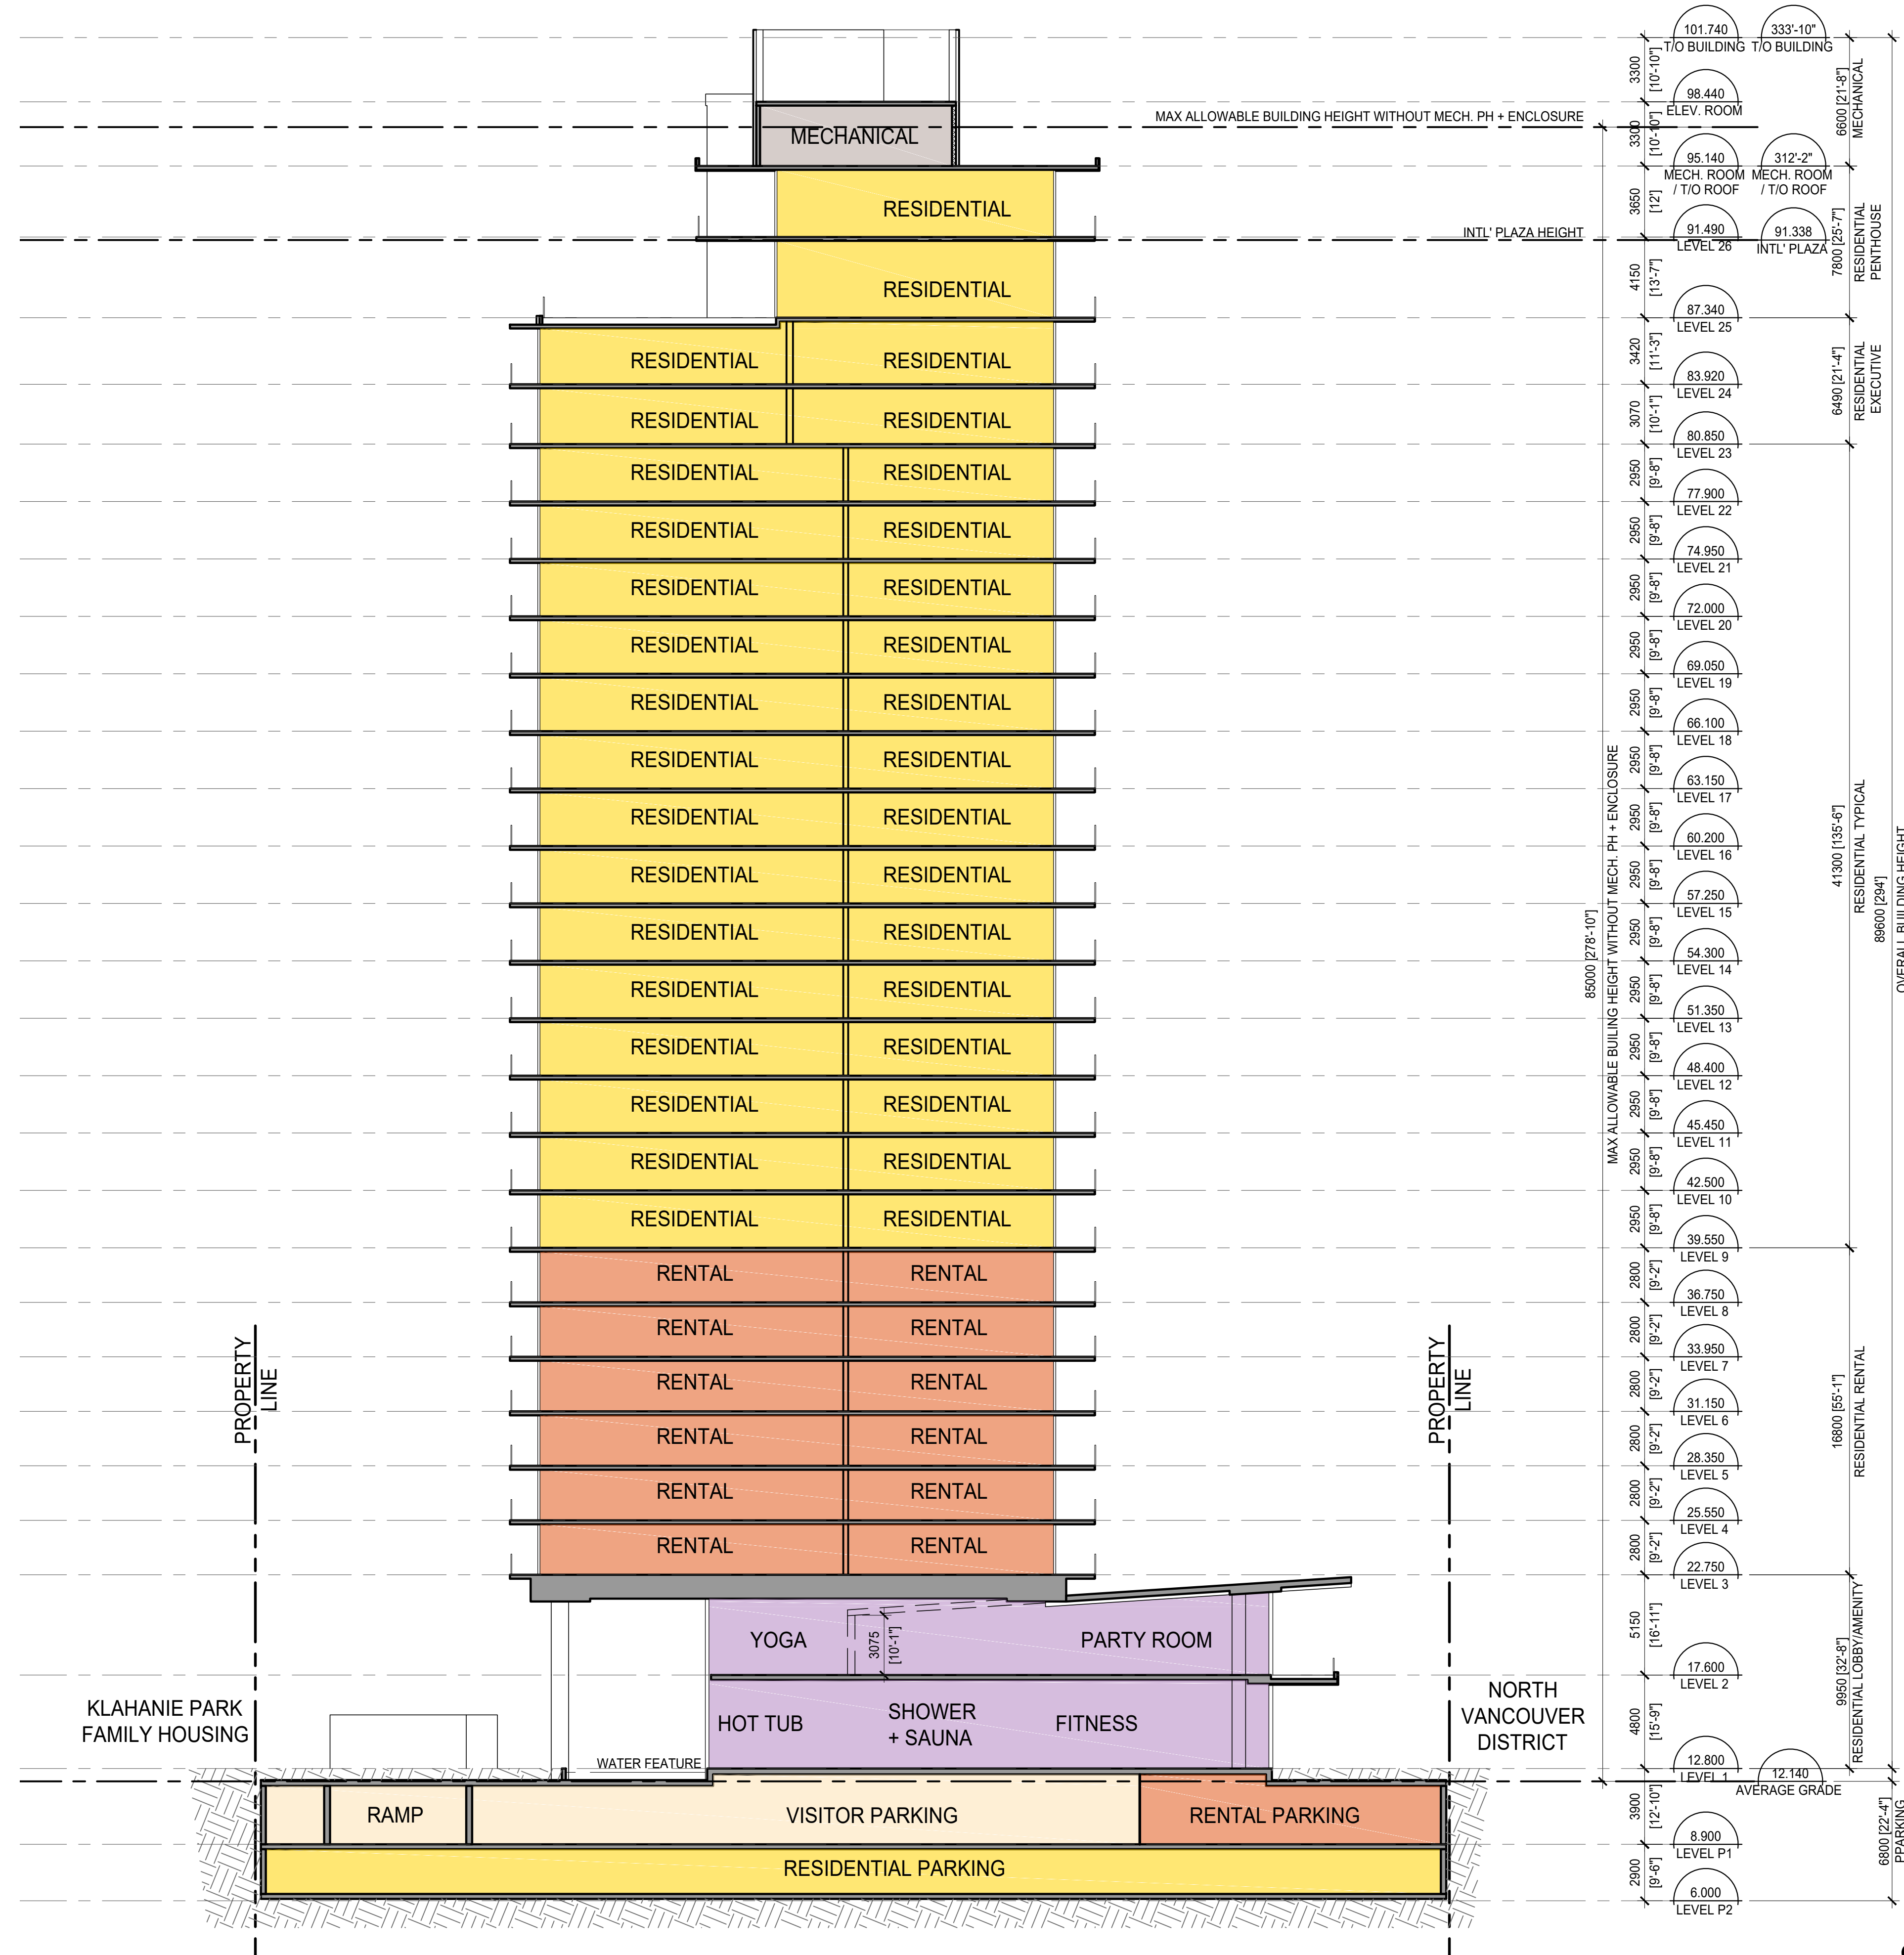 101.740
T/O BUILDING
333'-10"
T/O BUILDING
3300
[10'-10"]
98.440
ELEV. ROOM
6600 [21'-8"]
MECHANICAL
MAX ALLOWABLE BUILDING HEIGHT WITHOUT MECH. PH + ENCLOSURE
MECHANICAL
3300
[10'-10"]
95.140
MECH. ROOM
/ T/O ROOF
312'-2"
MECH. ROOM
/ T/O ROOF
RESIDENTIAL
3650
[12']
INTL' PLAZA HEIGHT
91.490
LEVEL 26
91.338
INTL' PLAZA
7800 [25'-7"]
RESIDENTIAL
PENTHOUSE
RESIDENTIAL
4150
[13'-7"]
87.340
LEVEL 25
RESIDENTIAL
RESIDENTIAL
3420
[11'-3"]
83.920
LEVEL 24
6490 [21'-4"]
RESIDENTIAL
EXECUTIVE
RESIDENTIAL
RESIDENTIAL
3070
[10'-1"]
80.850
LEVEL 23
RESIDENTIAL
RESIDENTIAL
2950
[9'-8"]
77.900
LEVEL 22
RESIDENTIAL
RESIDENTIAL
2950
[9'-8"]
74.950
LEVEL 21
RESIDENTIAL
RESIDENTIAL
2950
[9'-8"]
72.000
LEVEL 20
RESIDENTIAL
RESIDENTIAL
2950
[9'-8"]
69.050
LEVEL 19
RESIDENTIAL
RESIDENTIAL
2950
[9'-8"]
66.100
LEVEL 18
RESIDENTIAL
RESIDENTIAL
2950
[9'-8"]
63.150
LEVEL 17
RESIDENTIAL
RESIDENTIAL
2950
[9'-8"]
60.200
LEVEL 16
RESIDENTIAL
RESIDENTIAL
2950
[9'-8"]
57.250
LEVEL 15
41300 [135'-6"]
RESIDENTIAL TYPICAL
89600 [294']
OVERALL BUILDING HEIGHT
85000 [278'-10"]
MAX ALLOWABLE BUILING HEIGHT WITHOUT MECH. PH + ENCLOSURE
RESIDENTIAL
RESIDENTIAL
2950
[9'-8"]
54.300
LEVEL 14
RESIDENTIAL
RESIDENTIAL
2950
[9'-8"]
51.350
LEVEL 13
RESIDENTIAL
RESIDENTIAL
2950
[9'-8"]
48.400
LEVEL 12
RESIDENTIAL
RESIDENTIAL
2950
[9'-8"]
45.450
LEVEL 11
RESIDENTIAL
RESIDENTIAL
2950
[9'-8"]
42.500
LEVEL 10
RESIDENTIAL
RESIDENTIAL
2950
[9'-8"]
39.550
LEVEL 9
RENTAL
RENTAL
2800
[9'-2"]
36.750
LEVEL 8
RENTAL
RENTAL
2800
[9'-2"]
33.950
LEVEL 7
PROPERTY
LINE
RENTAL
RENTAL
PROPERTY
LINE
2800
[9'-2"]
31.150
LEVEL 6
16800 [55'-1"]
RESIDENTIAL RENTAL
RENTAL
RENTAL
2800
[9'-2"]
28.350
LEVEL 5
RENTAL
RENTAL
2800
[9'-2"]
25.550
LEVEL 4
RENTAL
RENTAL
2800
[9'-2"]
22.750
LEVEL 3
YOGA
3075
[10'-1"]
PARTY ROOM
5150
[16'-11"]
17.600
LEVEL 2
9950 [32'-8"]
RESIDENTIAL LOBBY/AMENITY
KLAHANIE PARK
FAMILY HOUSING
HOT TUB
SHOWER
+ SAUNA
FITNESS
NORTH
VANCOUVER
DISTRICT
4800
[15'-9"]
WATER FEATURE
12.800
LEVEL 1
12.140
AVERAGE GRADE
RAMP
VISITOR PARKING
RENTAL PARKING
3900
[12'-10"]
8.900
LEVEL P1
6800 [22'-4"]
PPARKING
RESIDENTIAL PARKING
2900
[9'-6"]
6.000
LEVEL P2